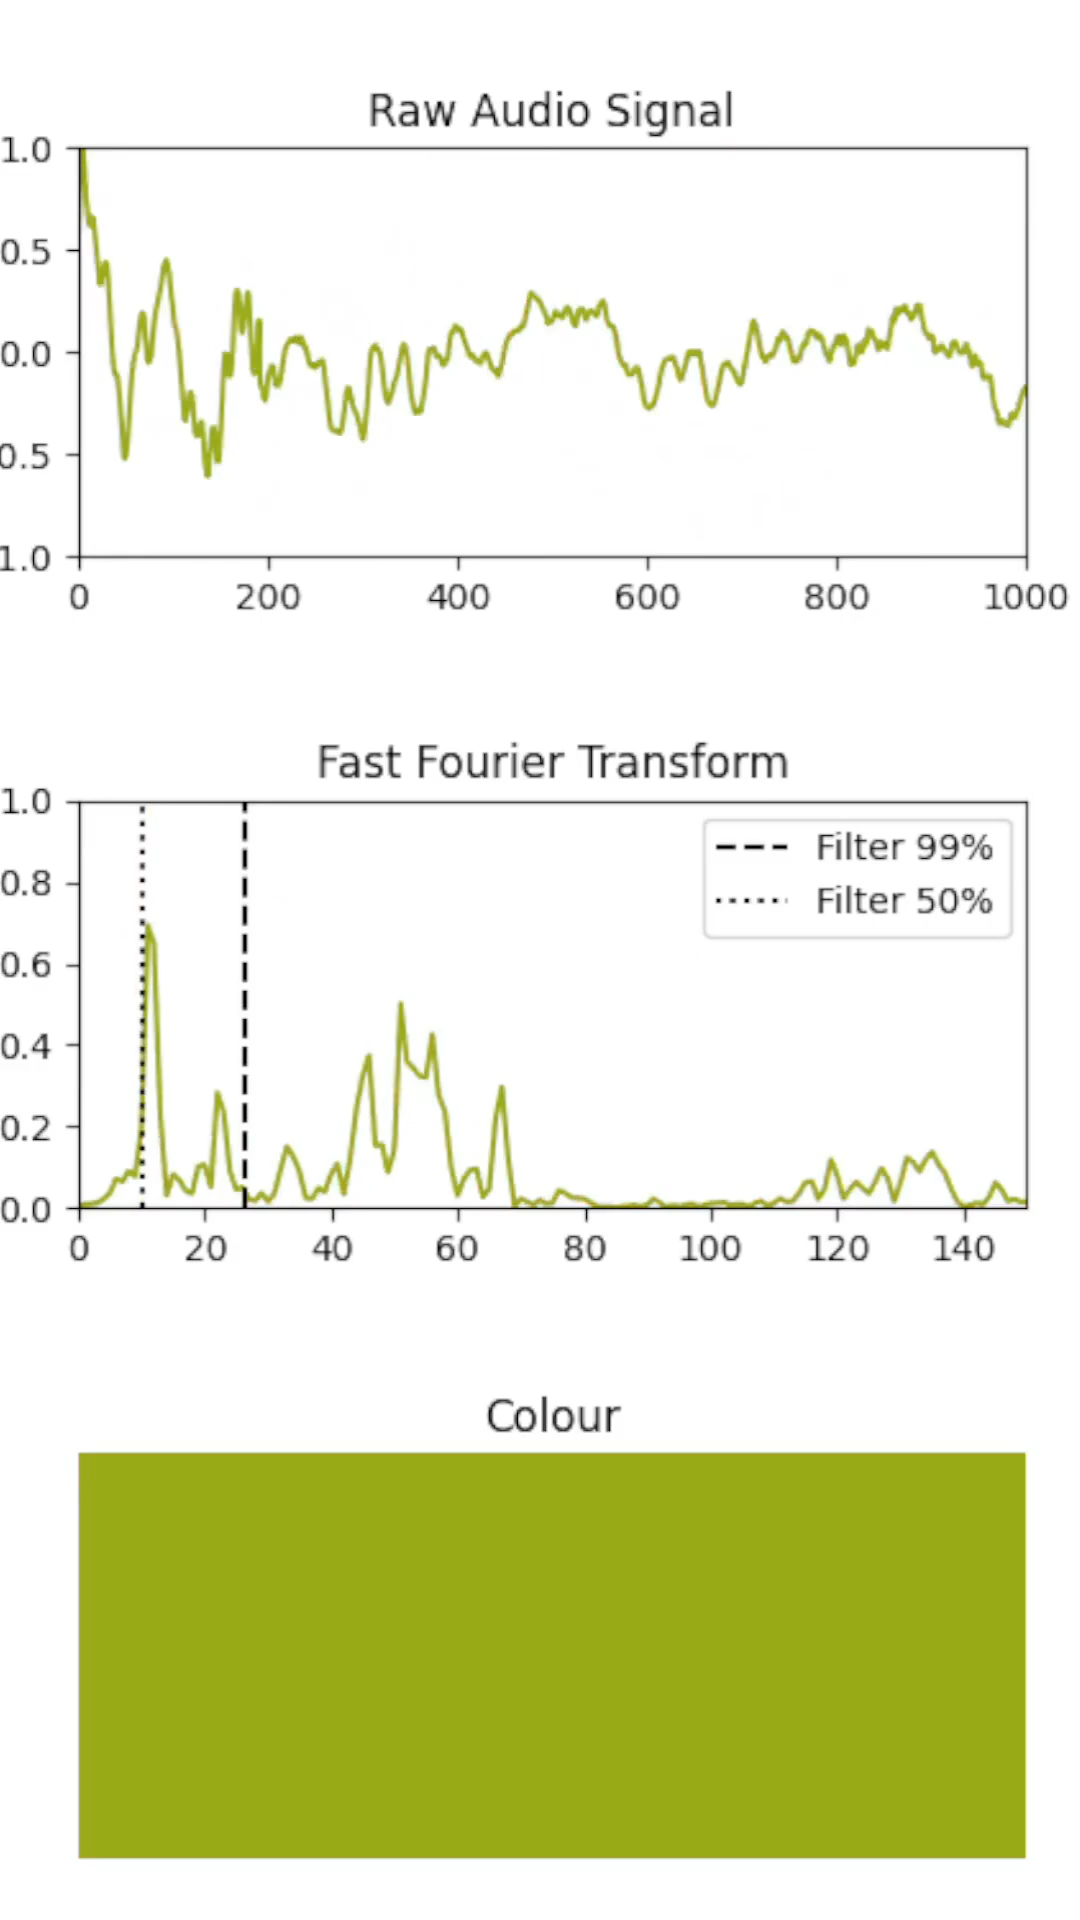 Raw Audio Signal
1.0
0.5
0.0
0.5
1.0
0 200 400 600 800 1000
Fast Fourier Transform
1.0
0.8
0.6
0.4
0.2
0.0
Filter 99%
Filter 50%
0 20 40 60 80 100 120 140
Colour